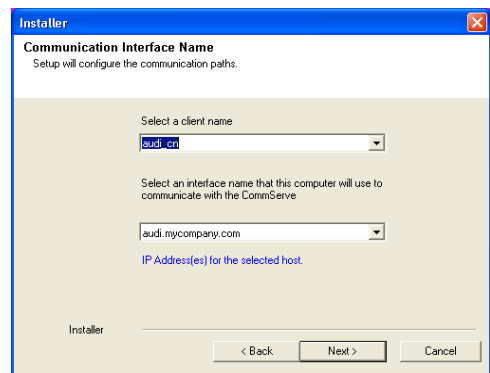 Installer
Communication Interface Name
Setup will configure the communication paths.
Select a client name
audi_cn
Select an interface name that this computer will use to
communicate with the CommServe
audi.mycompany.com
IP Address(es) for the selected host.
Installer
< Back
Next >
Cancel